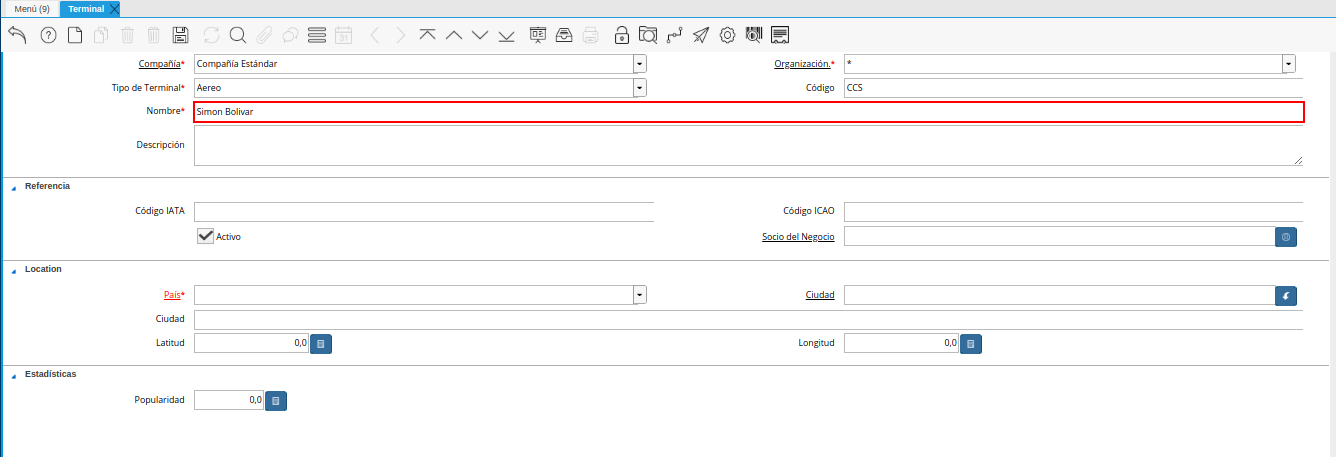 Menú (9) Terminal
31
Compañía* Compañía Estándar Organización.* *
Tipo de Terminal* Aereo Código CCS
Nombre* Simon Bolivar
Descripción
Referencia
Código IATA Código ICAO
Activo Socio del Negocio
Location
País* Ciudad
Ciudad
Latitud 0,0 Longitud 0,0
Estadísticas
Popularidad 0,0